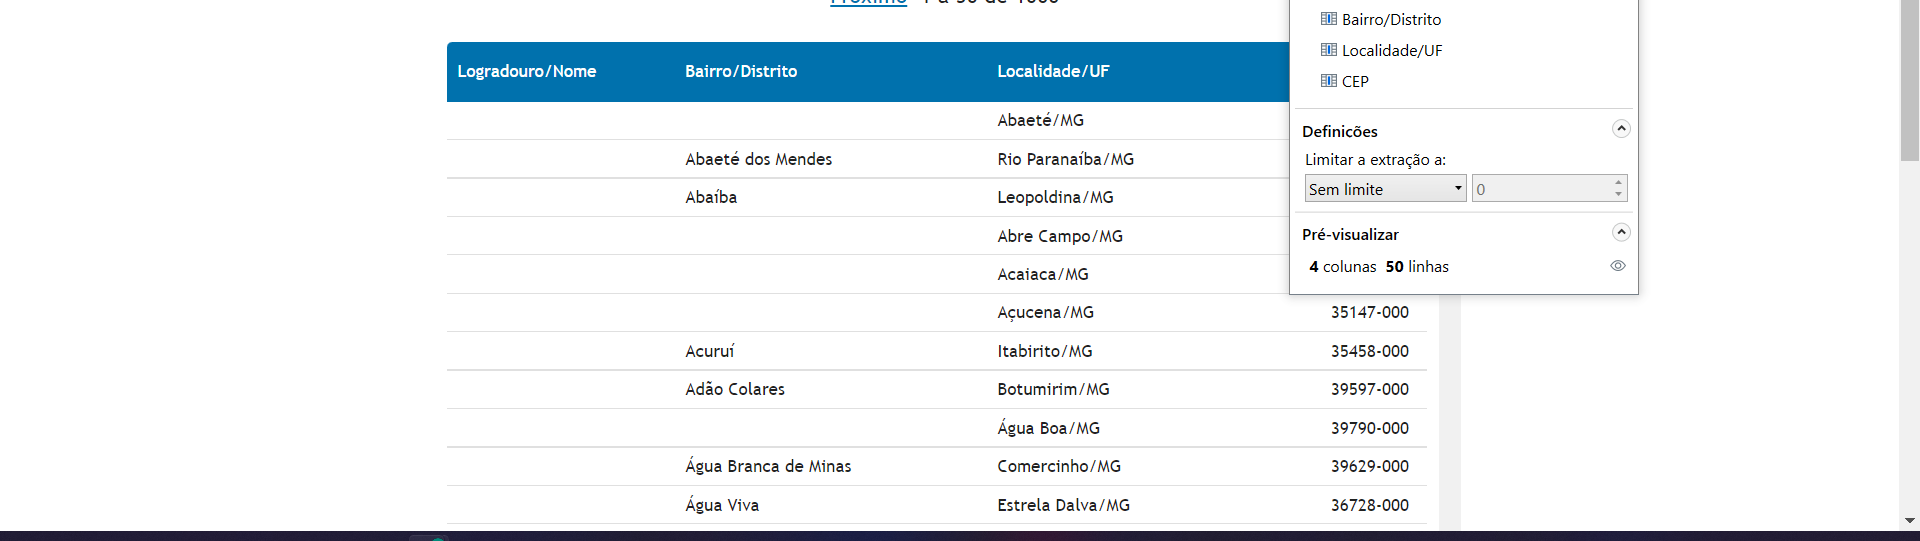 Próximo 1 a 50 de 1000
Logradouro/Nome Bairro/Distrito Localidade/UF
Abaeté/MG
Abaeté dos Mendes Rio Paranaíba/MG
Abaíba Leopoldina/MG
Abre Campo/MG
Acaiaca/MG
Açucena/MG 35147-000
Acuruí Itabirito/MG 35458-000
Adão Colares Botumirim/MG 39597-000
Água Boa/MG 39790-000
Água Branca de Minas Comercinho/MG 39629-000
Água Viva Estrela Dalva/MG 36728-000
Bairro/Distrito
Localidade/UF
CEP
Definicões
Limitar a extração a:
Sem limite 0
Pré-visualizar
4 colunas 50 linhas